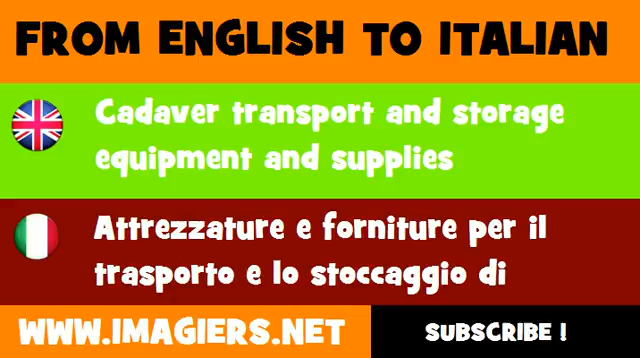 FROM ENGLISH TO ITALIAN
Cadaver transport and storage
equipment and supplies
Attrezzature e forniture per il
trasporto e lo stoccaggio di
WWW.IMAGIERS.NET
SUBSCRIBE !